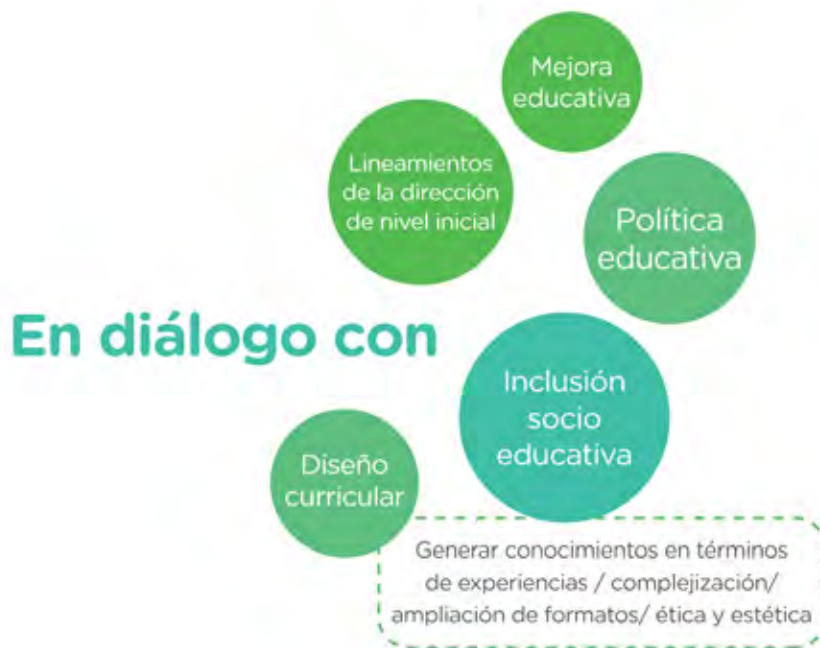 Mejora
educativa
Lineamientos
de la dirección
de nivel inicial
Política
educativa
En diálogo con
Inclusión
socio
educativa
Diseño
curricular
Generar conocimientos en términos
de experiencias / complejización/
ampliación de formatos/ ética y estética